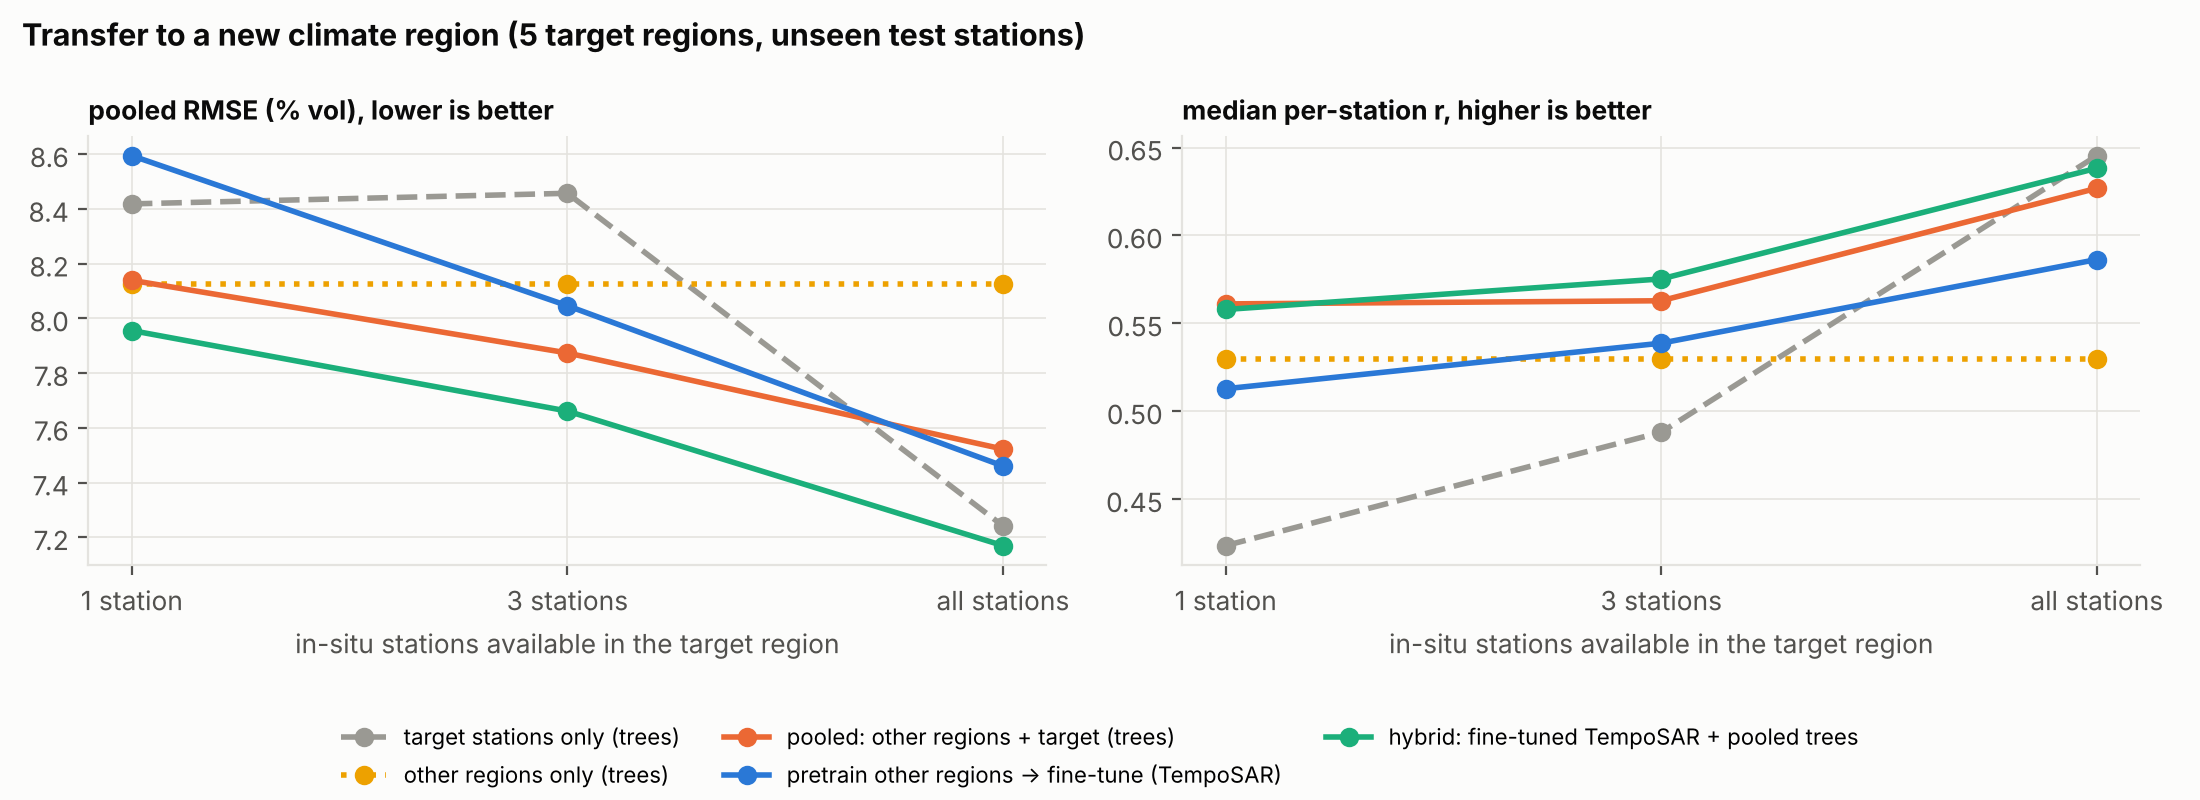 Transfer to a new climate region (5 target regions, unseen test stations)
pooled RMSE (% vol), lower is better
8.6
8.4
8.2
8.0
7.8
7.6
7.4
7.2
1 station
3 stations
all stations
in-situ stations available in the target region
median per-station r, higher is better
0.65
0.60
0.55
0.50
0.45
1 station
3 stations
all stations
in-situ stations available in the target region
target stations only (trees)
other regions only (trees)
pooled: other regions + target (trees)
pretrain other regions → fine-tune (TempoSAR)
hybrid: fine-tuned TempoSAR + pooled trees